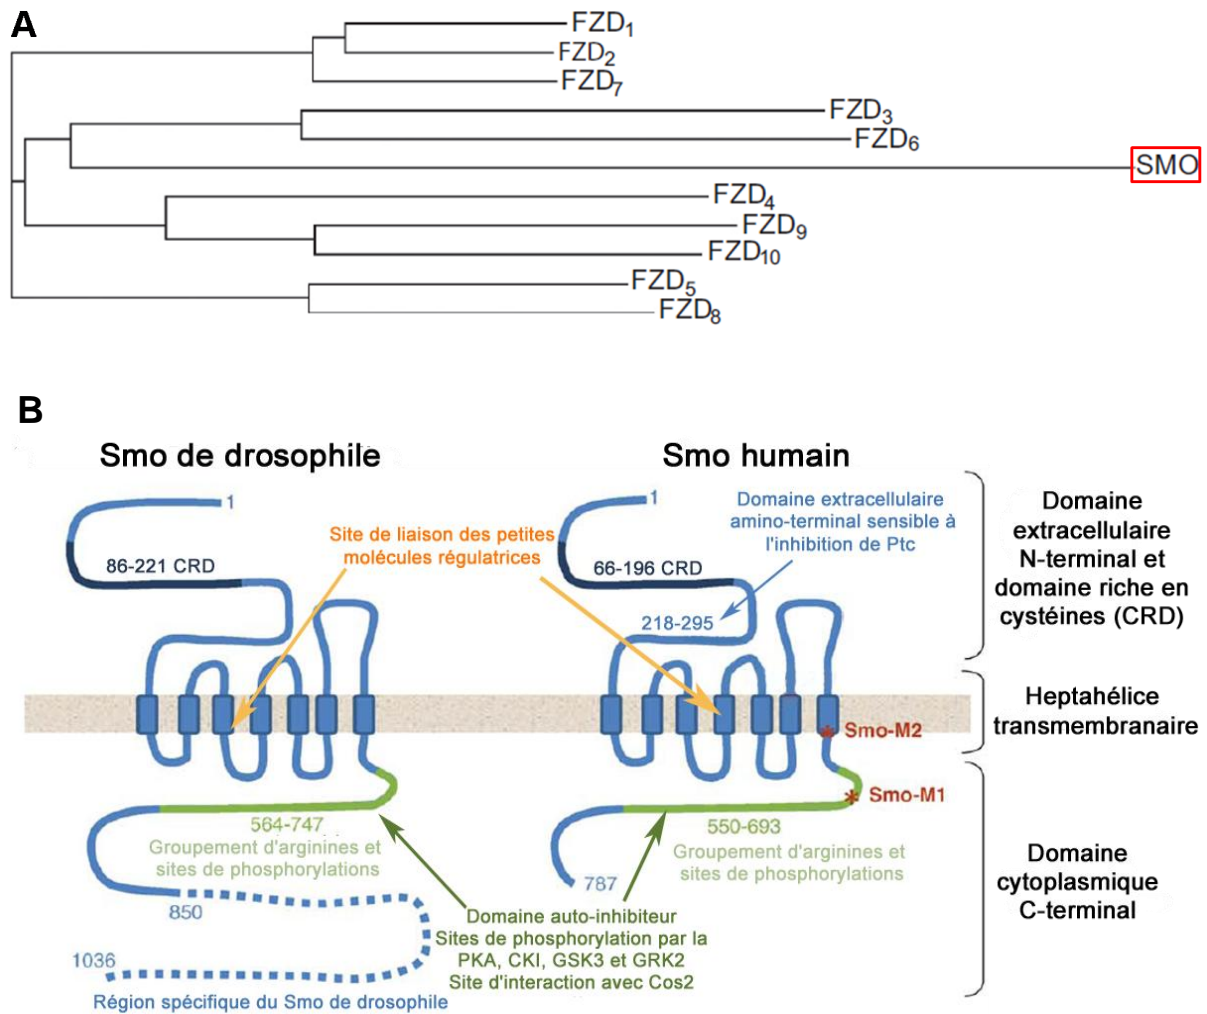 A
FZD1
FZD2
FZD7
FZD3
FZD6
SMO
FZD4
FZD9
FZD10
FZD5
FZD8
B
Smo de drosophile
Smo humain
1
1
Domaine extracellulaire
amino-terminal sensible à
l'inhibition de Ptc
Site de liaison des petites
molécules régulatrices
86-221 CRD
66-196 CRD
218-295
Domaine
extracellulaire
N-terminal et
domaine riche en
cystéines (CRD)
Heptahélice
transmembranaire
Smo-M2
Smo-M1
564-747
Groupement d'arginines et
sites de phosphorylations
550-693
Groupement d'arginines et
sites de phosphorylations
787
850
1036
Région spécifique du Smo de drosophile
Domaine auto-inhibiteur
Sites de phosphorylation par la
PKA, CKI, GSK3 et GRK2
Site d'interaction avec Cos2
Domaine
cytoplasmique
C-terminal